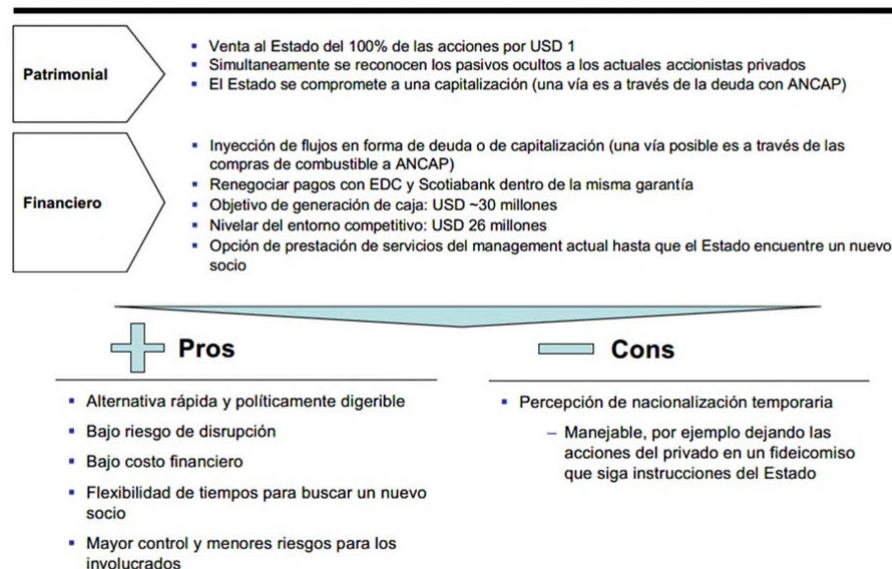 Patrimonial
▪ Venta al Estado del 100% de las acciones por USD 1
▪ Simultaneamente se reconocen los pasivos ocultos a los actuales accionistas privados
▪ El Estado se compromete a una capitalización (una vía es a través de la deuda con ANCAP)
Financiero
▪ Inyección de flujos en forma de deuda o de capitalización (una vía posible es a través de las
compras de combustible a ANCAP)
▪ Renegociar pagos con EDC y Scotiabank dentro de la misma garantía
▪ Objetivo de generación de caja: USD ~30 millones
▪ Nivelar del entorno competitivo: USD 26 millones
▪ Opción de prestación de servicios del management actual hasta que el Estado encuentre un nuevo
socio
Pros
▪ Alternativa rápida y políticamente digerible
▪ Bajo riesgo de disrupción
▪ Bajo costo financiero
▪ Flexibilidad de tiempos para buscar un nuevo
socio
▪ Mayor control y menores riesgos para los
involucrados
Cons
▪ Percepción de nacionalización temporaria
– Manejable, por ejemplo dejando las
acciones del privado en un fideicomiso
que siga instrucciones del Estado